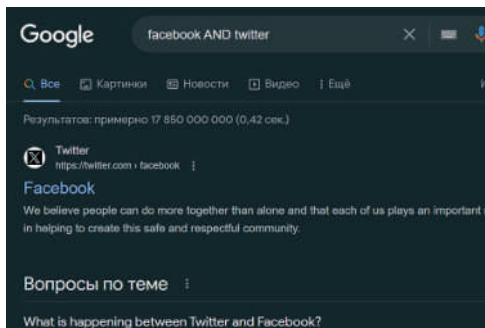 Google
facebook AND twitter
Все Картинки Новости Видео Ещё
Результатов: примерно 17 850 000 000 (0,42 сек.)
Twitter
https://twitter.com › facebook
Facebook
We believe people can do more together than alone and that each of us plays an important
in helping to create this safe and respectful community.
Вопросы по теме
What is happening between Twitter and Facebook?